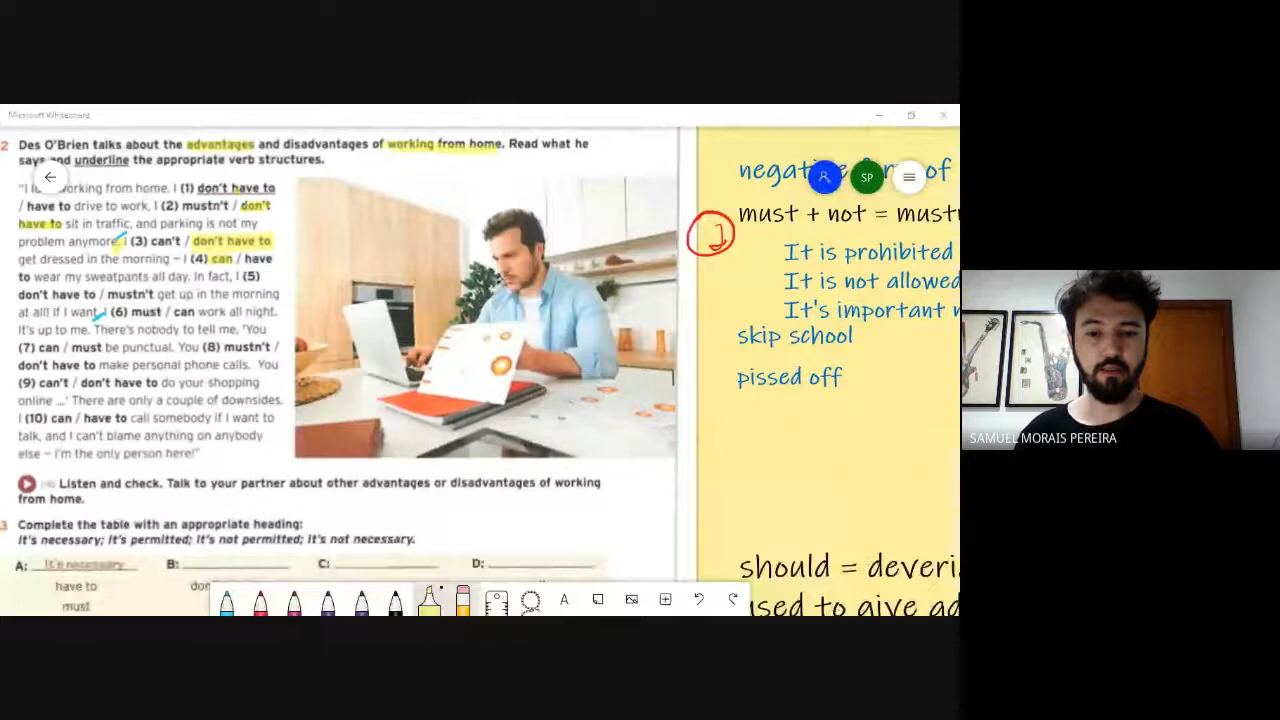 Microsoft Whiteboard
2 Des O'Brien talks about the advantages and disadvantages of working from home. Read what he
says and underline the appropriate verb structures.
working from home. I (1) don't have to
/ have to drive to work, I (2) mustn't / don't
have to sit in traffic, and parking is not my
problem anymore. I (3) can't / don't have to
get dressed in the morning – I (4) can / have
to wear my sweatpants all day. In fact, I (5)
don't have to / mustn't get up in the morning
at all! If I want, I (6) must / can work all night.
It's up to me. There's nobody to tell me, 'You
(7) can / must be punctual. You (8) mustn't /
don't have to make personal phone calls. You
(9) can't / don't have to do your shopping
online ...' There are only a couple of downsides.
I (10) can / have to call somebody if I want to
talk, and I can't blame anything on anybody
else – I'm the only person here!"
Listen and check. Talk to your partner about other advantages or disadvantages of working
from home.
3 Complete the table with an appropriate heading:
It's necessary; It's permitted; It's not permitted; It's not necessary.
A: It's necessary B: C: D:
have to don
must
negative form of
must + not = must
It is prohibited
It is not allowed
It's important
skip school
pissed off
should = deveri
used to give ad
SP
SAMUEL MORAIS PEREIRA